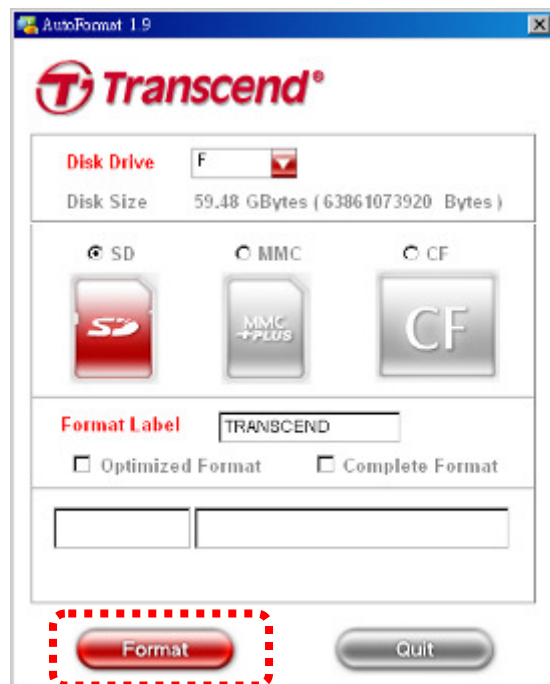 AutoFormat 1.9
Transcend®
Disk Drive F
Disk Size 59.48 GBytes ( 63861073920 Bytes )
SD MMC CF
SD MMC +PLUS CF
Format Label TRANSCEND
Optimized Format Complete Format
Format Quit